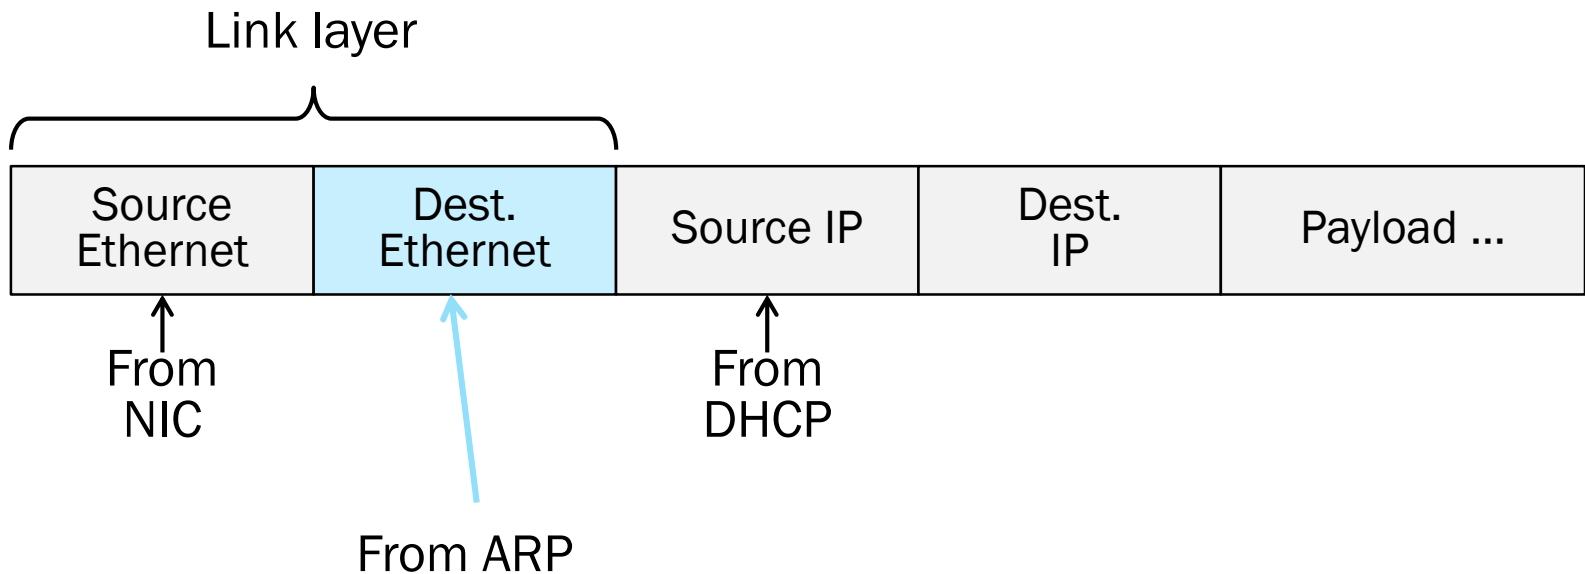 Link layer
Source
Ethernet
Dest.
Ethernet
Source IP
Dest.
IP
Payload ...
From
NIC
From
DHCP
From ARP